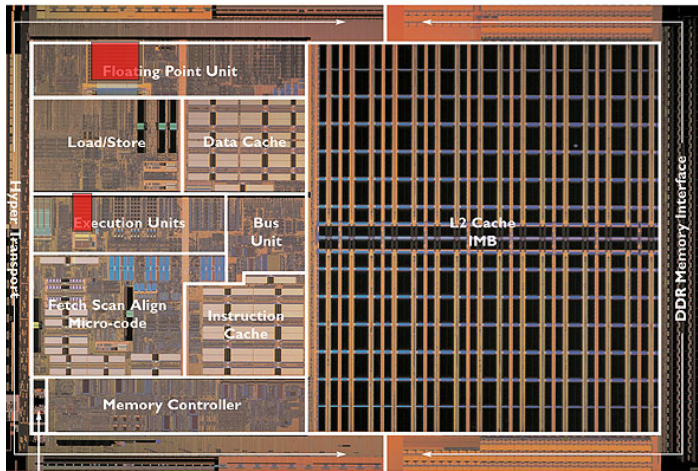 Floating Point Unit
Load/Store
Data Cache
Hyper Transport
Execution Units
Bus
Unit
L2 Cache
IMB
DDR Memory Interface
Fetch Scan Align
Micro-code
Instruction
Cache
Memory Controller